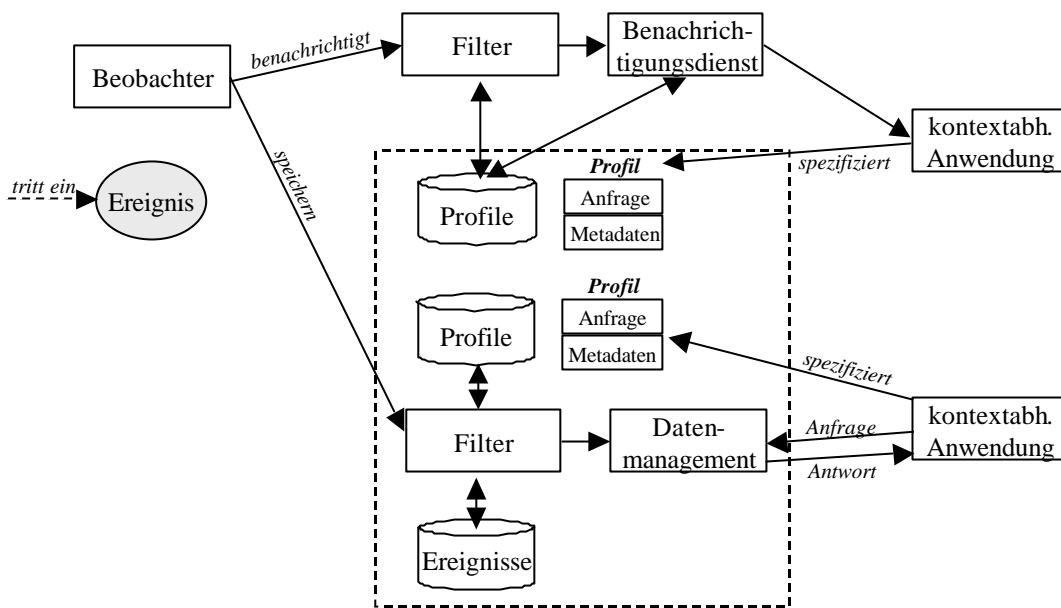 Beobachter
benachrichtigt
Filter
Benachrich-
tigungsdienst
kontextabh.
Anwendung
spezifiziert
tritt ein
Ereignis
speichern
Profile
Profil
Anfrage
Metadaten
Profile
Profil
Anfrage
Metadaten
spezifiziert
Filter
Daten-
management
Anfrage
Antwort
kontextabh.
Anwendung
Ereignisse